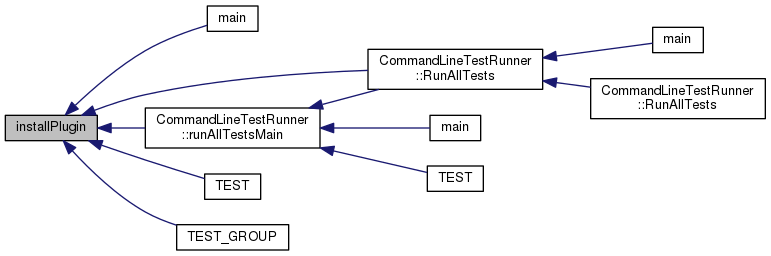 main
main
CommandLineTestRunner
::RunAllTests
CommandLineTestRunner
::RunAllTests
installPlugin
CommandLineTestRunner
::runAllTestsMain
main
TEST
TEST
TEST_GROUP